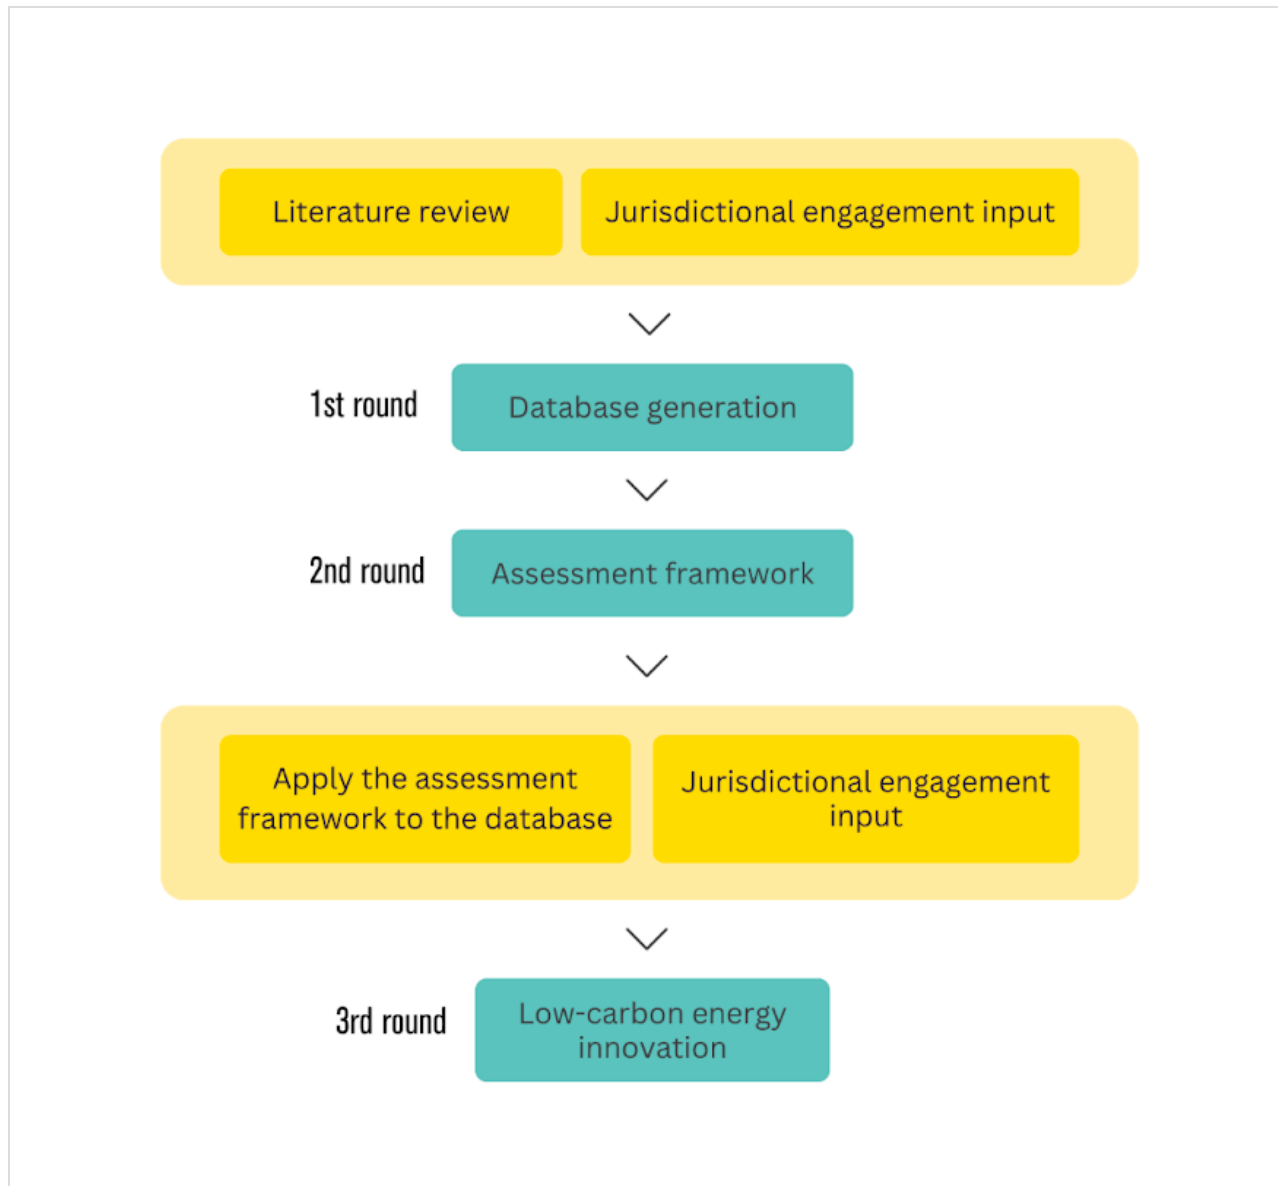 Literature review
Jurisdictional engagement input
1st round
Database generation
2nd round
Assessment framework
Apply the assessment
framework to the database
Jurisdictional engagement
input
3rd round
Low-carbon energy
innovation